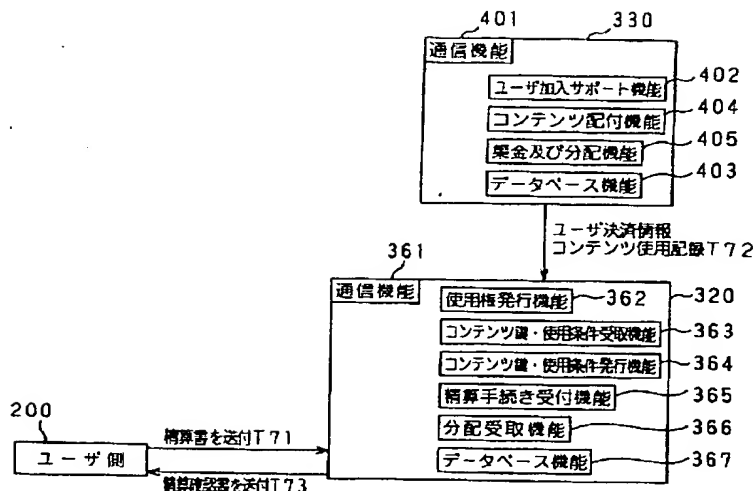 401
330
通信機能
ユーザ加入サポート機能
402
コンテンツ配付機能
404
課金及び分配機能
405
データベース機能
403
ユーザ決済情報
コンテンツ使用記録T72
361
通信機能
使用権発行機能
362
320
コンテンツ鍵・使用条件受取機能
363
コンテンツ鍵・使用条件発行機能
364
精算手続き受付機能
365
分配受取機能
366
データベース機能
367
200
ユーザ側
精算書を送付T71
精算確認書を送付T73